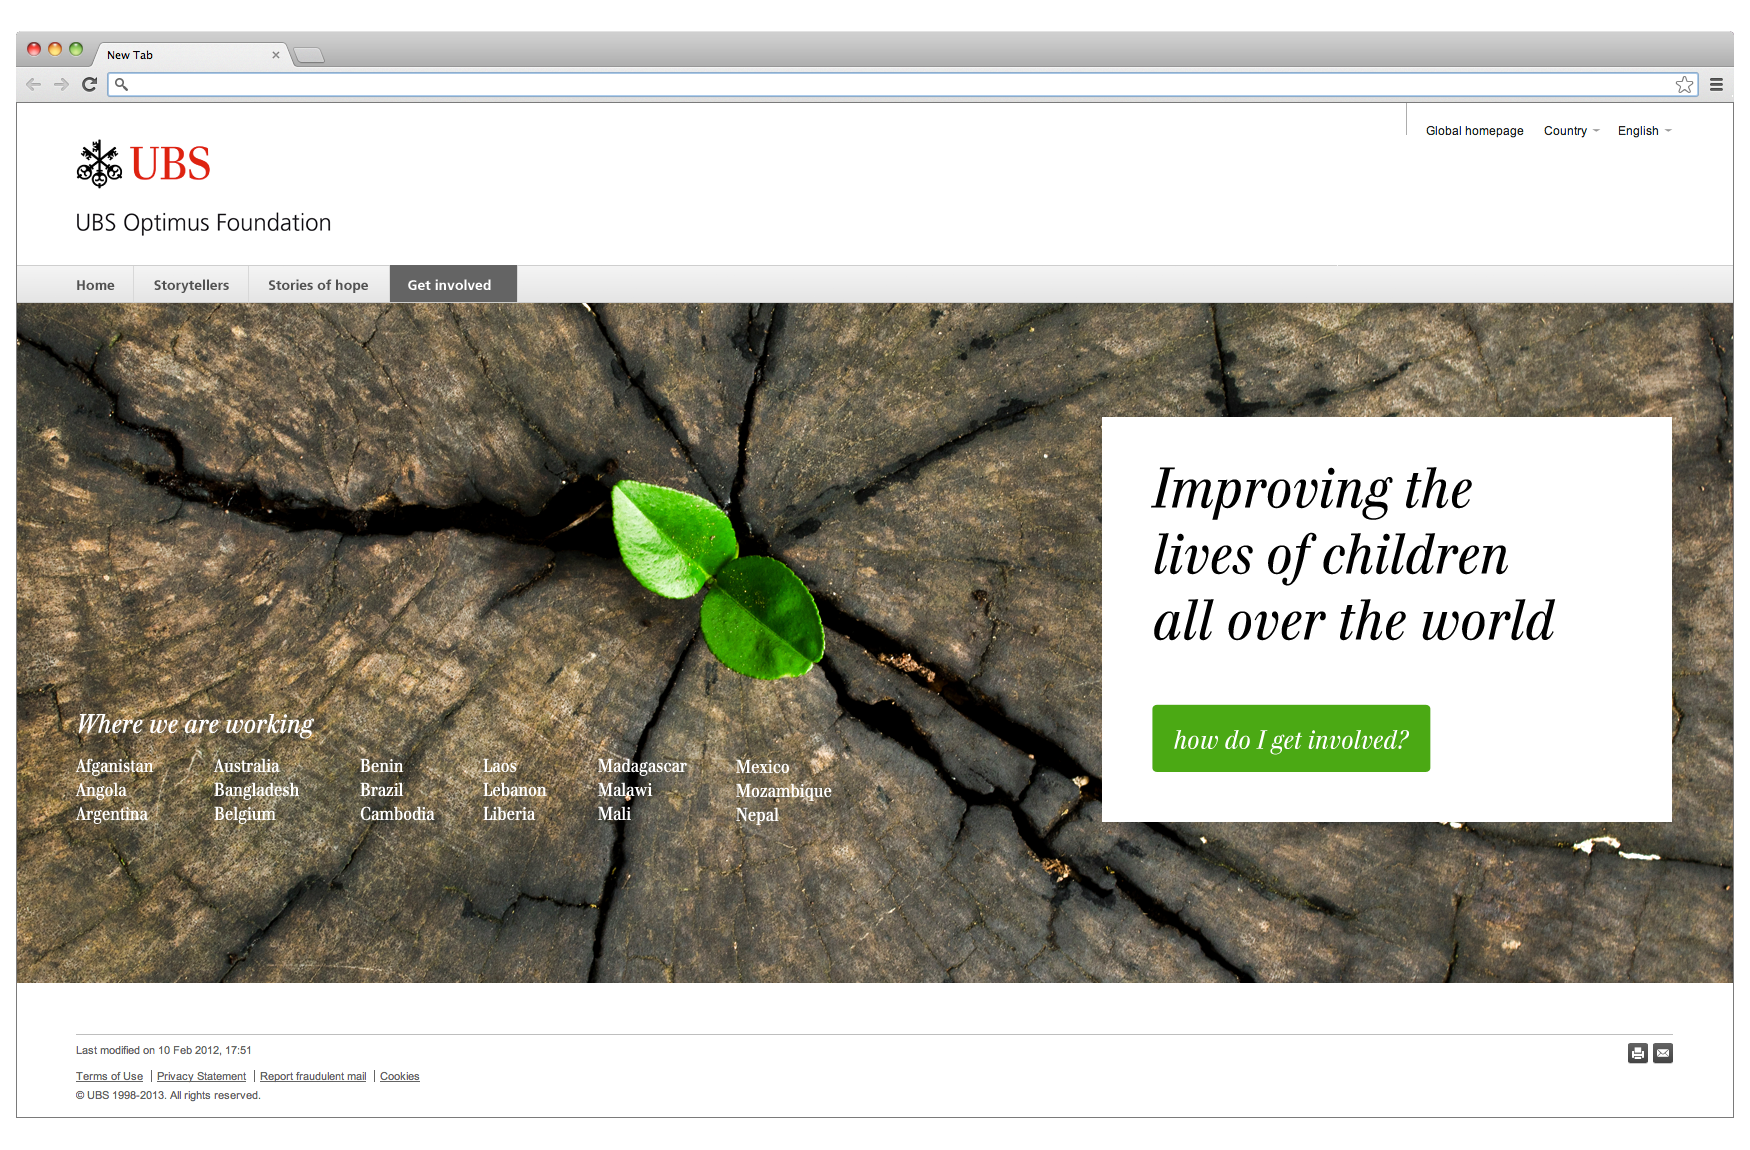 New Tab
Global homepage Country English
UBS
UBS Optimus Foundation
Home Storytellers Stories of hope Get involved
Improving the
lives of children
all over the world
how do I get involved?
Where we are working
Afganistan Australia Benin Laos Madagascar Mexico
Angola Bangladesh Brazil Lebanon Malawi Mozambique
Argentina Belgium Cambodia Liberia Mali Nepal
Last modified on 10 Feb 2012, 17:51
Terms of Use | Privacy Statement | Report fraudulent mail | Cookies
© UBS 1998-2013. All rights reserved.